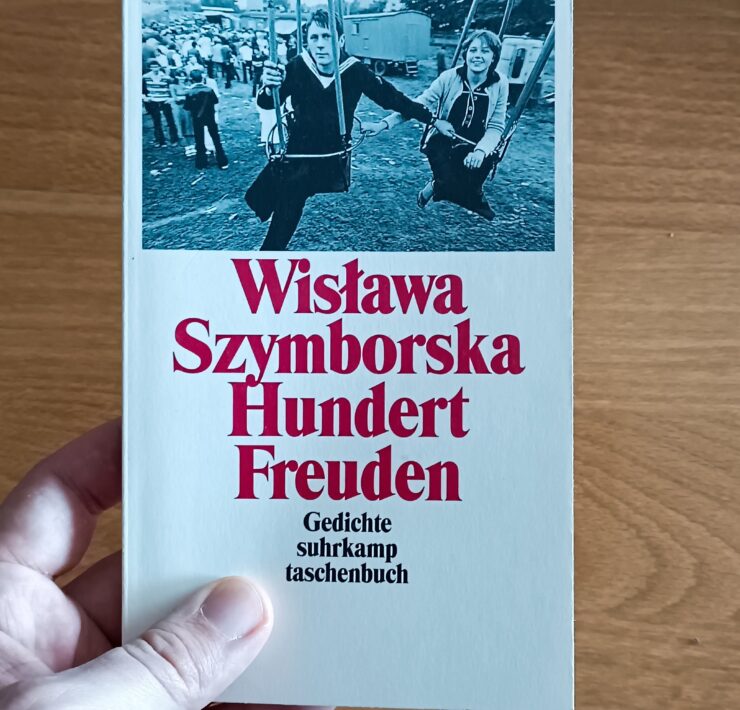 Wisława
Szymborska
Hundert
Freuden
Gedichte
suhrkamp
taschenbuch